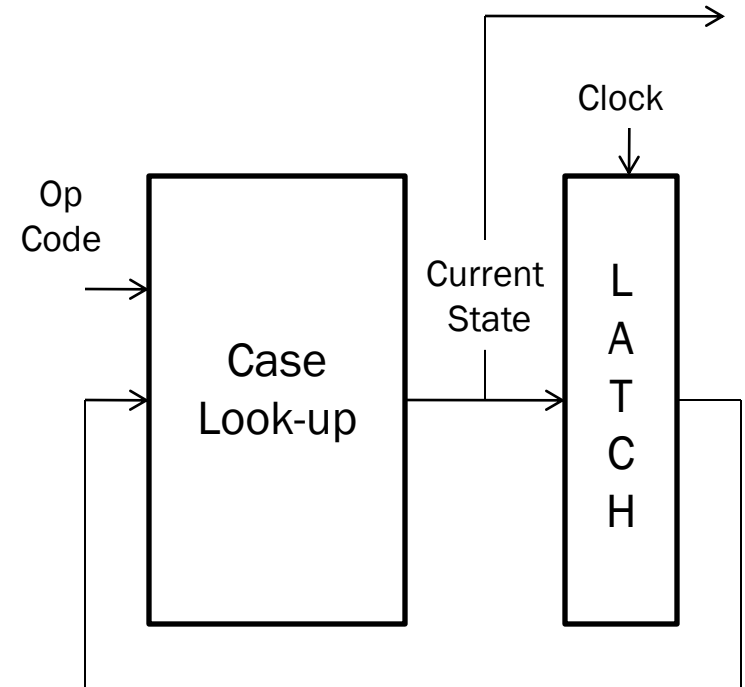 Clock
Op
Code
Current
State
Case
Look-up
L
A
T
C
H